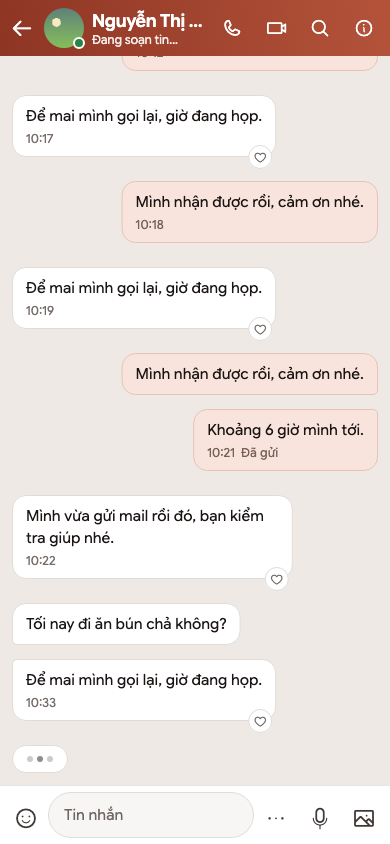 Nguyễn Thị ...
Đang soạn tin...
Để mai mình gọi lại, giờ đang họp.
10:17
Mình nhận được rồi, cảm ơn nhé.
10:18
Để mai mình gọi lại, giờ đang họp.
10:19
Mình nhận được rồi, cảm ơn nhé.
Khoảng 6 giờ mình tới.
10:21 Đã gửi
Mình vừa gửi mail rồi đó, bạn kiểm
tra giúp nhé.
10:22
Tối nay đi ăn bún chả không?
Để mai mình gọi lại, giờ đang họp.
10:33
Tin nhắn